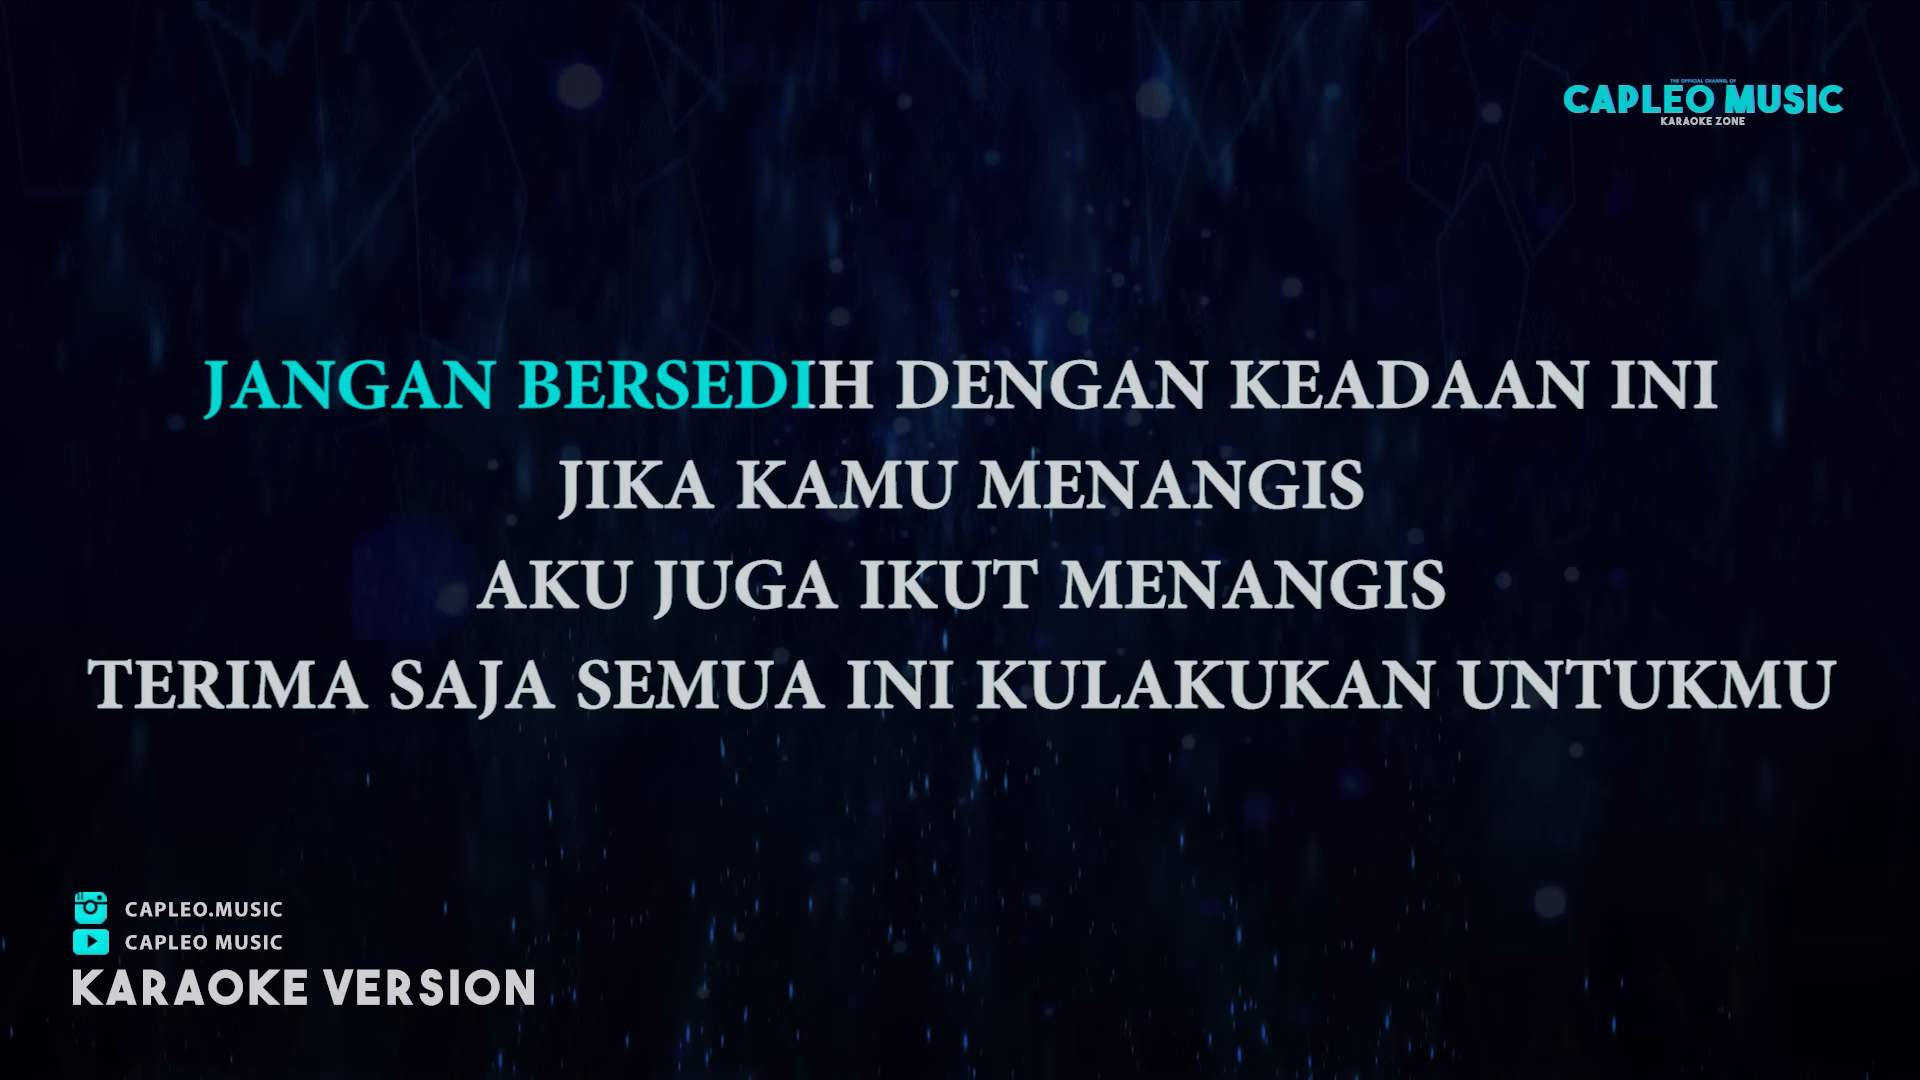 THE OFFICIAL CHANNEL OF
CAPLEO MUSIC
KARAOKE ZONE
JANGAN BERSEDIH DENGAN KEADAAN INI
JIKA KAMU MENANGIS
AKU JUGA IKUT MENANGIS
TERIMA SAJA SEMUA INI KULAKUKAN UNTUKMU
CAPLEO.MUSIC
CAPLEO MUSIC
KARAOKE VERSION